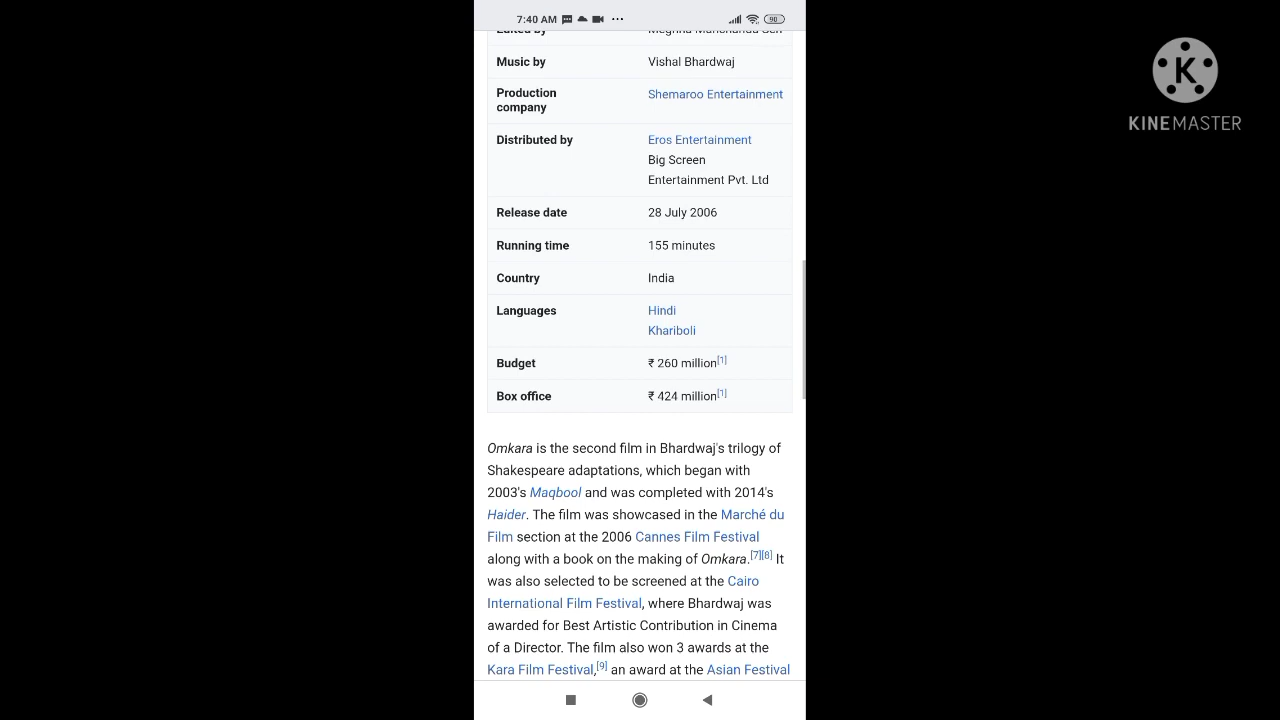 7:40 AM
90
KINEMASTER
Edited by
Music by Vishal Bhardwaj
Production company Shemaroo Entertainment
Distributed by Eros Entertainment
Big Screen
Entertainment Pvt. Ltd
Release date 28 July 2006
Running time 155 minutes
Country India
Languages Hindi
Khariboli
Budget ₹ 260 million[1]
Box office ₹ 424 million[1]
Omkara is the second film in Bhardwaj's trilogy of
Shakespeare adaptations, which began with
2003's Maqbool and was completed with 2014's
Haider. The film was showcased in the Marché du
Film section at the 2006 Cannes Film Festival
along with a book on the making of Omkara.[7][8] It
was also selected to be screened at the Cairo
International Film Festival, where Bhardwaj was
awarded for Best Artistic Contribution in Cinema
of a Director. The film also won 3 awards at the
Kara Film Festival,[9] an award at the Asian Festival